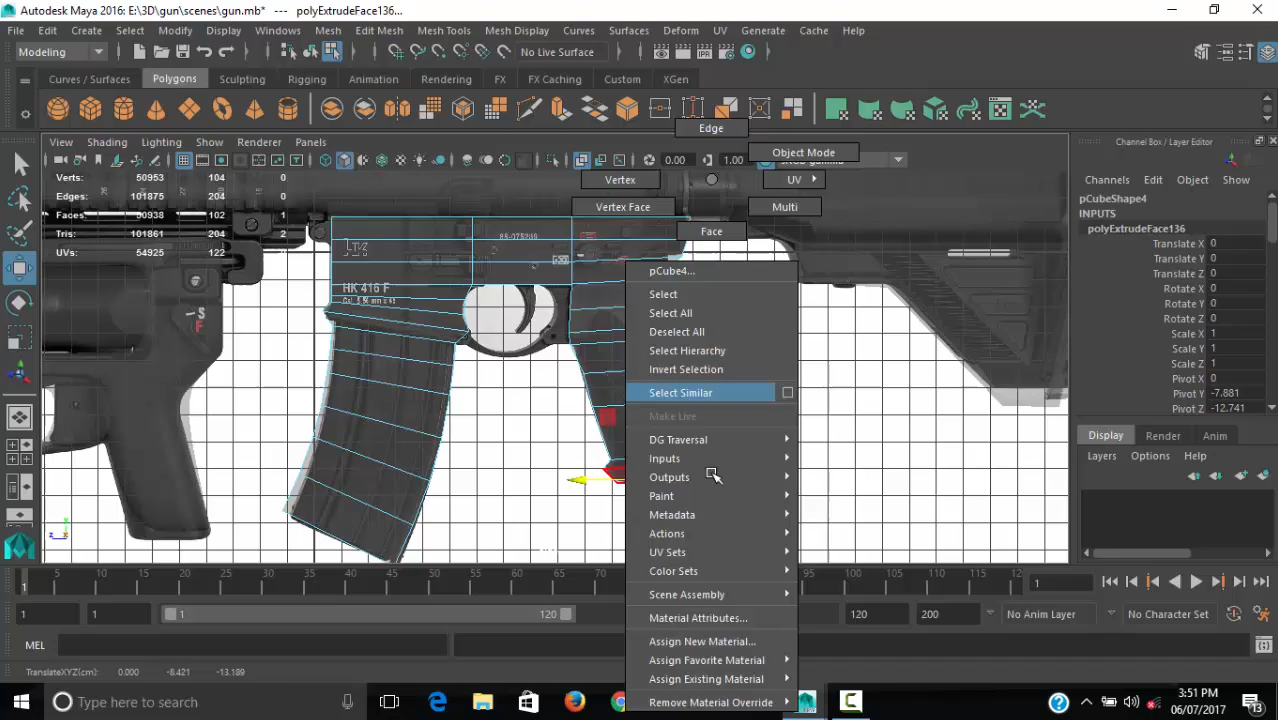 Autodesk Maya 2016: E:\3D\gun\scenes\gun.mb* --- polyExtrudeFace136...
File Edit Create Select Modify Display Windows Mesh Edit Mesh Mesh Tools Mesh Display Curves Surfaces Deform UV Generate Cache Help
Modeling No Live Surface
Curves / Surfaces Polygons Sculpting Rigging Animation Rendering FX FX Caching Custom XGen
View Shading Lighting Show Renderer Panels
0.00 1.00
Edge
Object Mode
Vertex UV
Vertex Face Multi
Face
Verts: 50953 104 0
Edges: 101875 204 0
Faces: 50938 102 1
Tris: 101861 204 2
UVs: 54925 122 0
HK 416 F
S
F
pCube4...
Select
Select All
Deselect All
Select Hierarchy
Invert Selection
Select Similar
Make Live
DG Traversal
Inputs
Outputs
Paint
Metadata
Actions
UV Sets
Color Sets
Scene Assembly
Material Attributes...
Assign New Material...
Assign Favorite Material
Assign Existing Material
Remove Material Override
Channel Box / Layer Editor
Channels Edit Object Show
pCubeShape4
INPUTS
polyExtrudeFace136
Translate X 0
Translate Y 0
Translate Z 0
Rotate X 0
Rotate Y 0
Rotate Z 0
Scale X 1
Scale Y 1
Scale Z 1
Pivot X 0
Pivot Y -7.881
Pivot Z -12.741
Display Render Anim
Layers Options Help
5 10 15 20 25 30 35 40 45 50 55 60 65 70 95 100 105 110 115 12
1 1
1 1 1 120 120 200 No Anim Layer No Character Set
MEL
TranslateXYZ(cm): 0.000 -8.421 -13.189
Type here to search
3:51 PM
06/07/2017
13